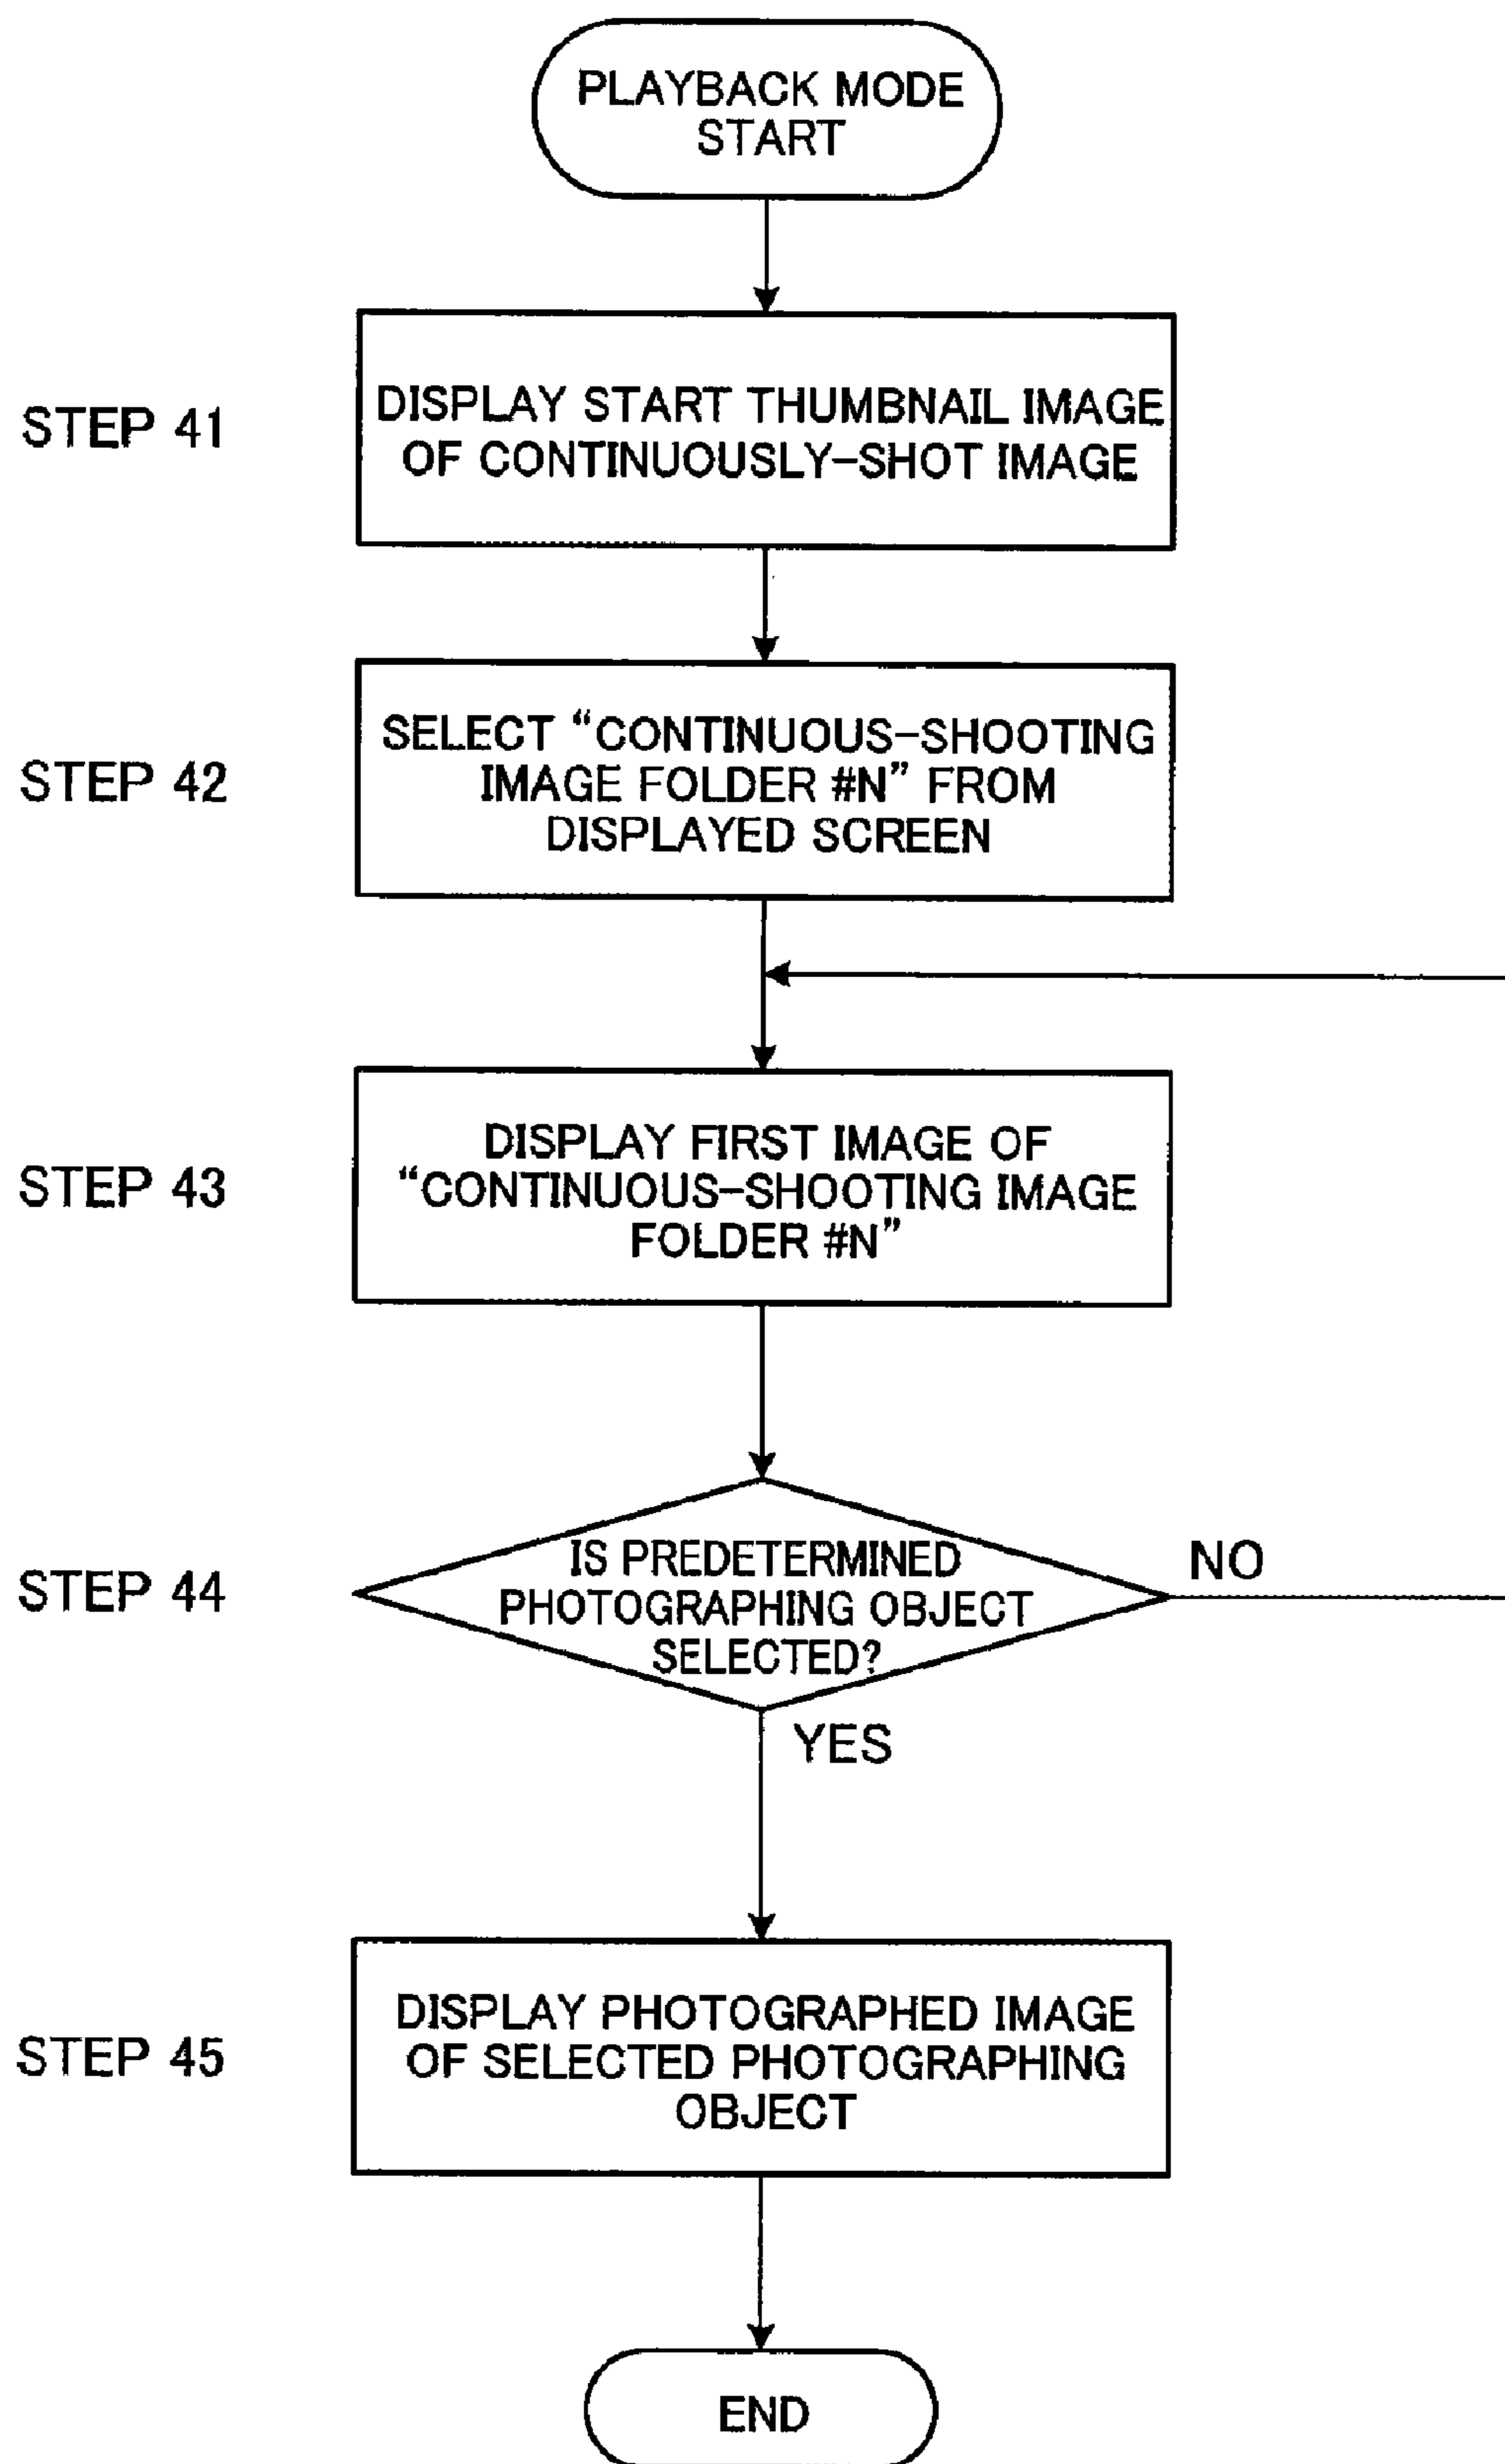 PLAYBACK MODE
START
STEP 41
DISPLAY START THUMBNAIL IMAGE
OF CONTINUOUSLY-SHOT IMAGE
STEP 42
SELECT “CONTINUOUS-SHOOTING
IMAGE FOLDER #N” FROM
DISPLAYED SCREEN
STEP 43
DISPLAY FIRST IMAGE OF
“CONTINUOUS-SHOOTING IMAGE
FOLDER #N”
STEP 44
IS PREDETERMINED
PHOTOGRAPHING OBJECT
SELECTED?
NO
YES
STEP 45
DISPLAY PHOTOGRAPHED IMAGE
OF SELECTED PHOTOGRAPHING
OBJECT
END